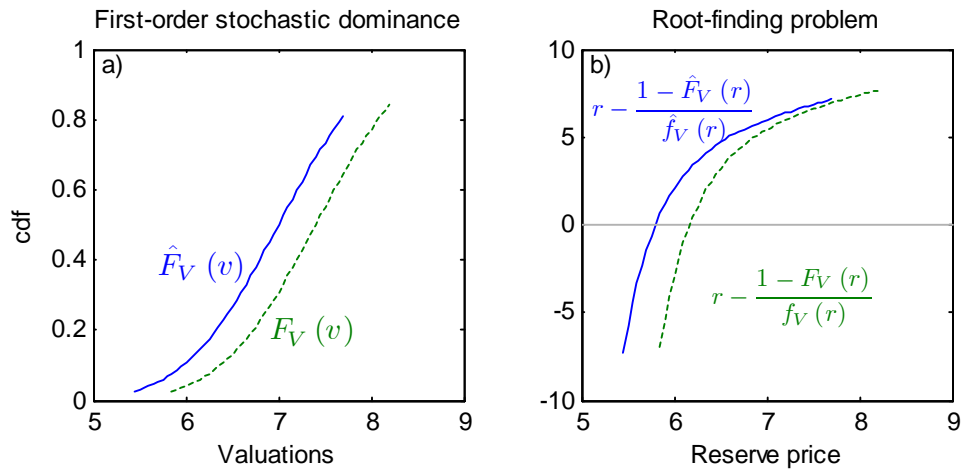 First-order stochastic dominance
a)
1
0.8
0.6
0.4
0.2
0
cdf
F̂_V (v)
F_V (v)
5 6 7 8 9
Valuations
Root-finding problem
b)
10
5
0
-5
-10
r − (1 − F̂_V (r)) / f̂_V (r)
r − (1 − F_V (r)) / f_V (r)
5 6 7 8 9
Reserve price